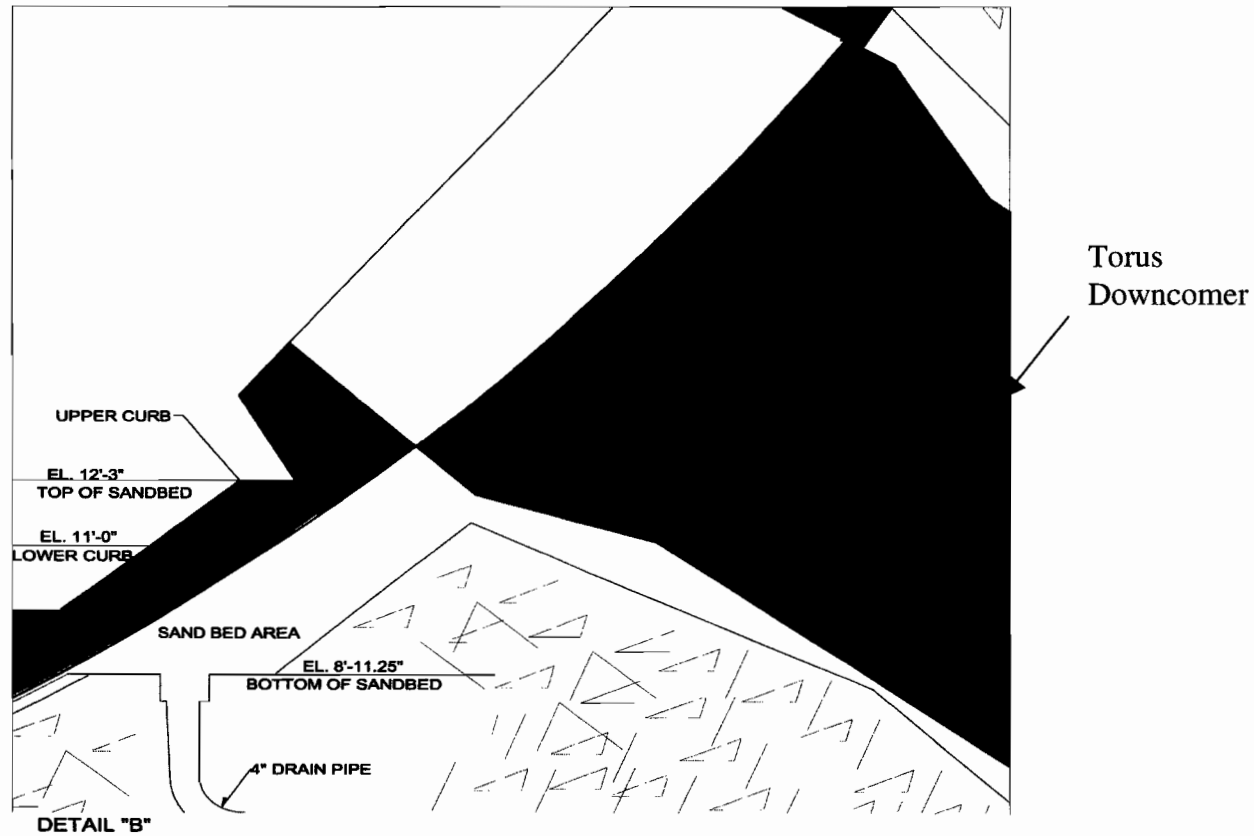 Torus
Downcomer
UPPER CURB
EL. 12'-3"
TOP OF SANDBED
EL. 11'-0"
LOWER CURB
SAND BED AREA
EL. 8'-11.25"
BOTTOM OF SANDBED
4" DRAIN PIPE
DETAIL "B"